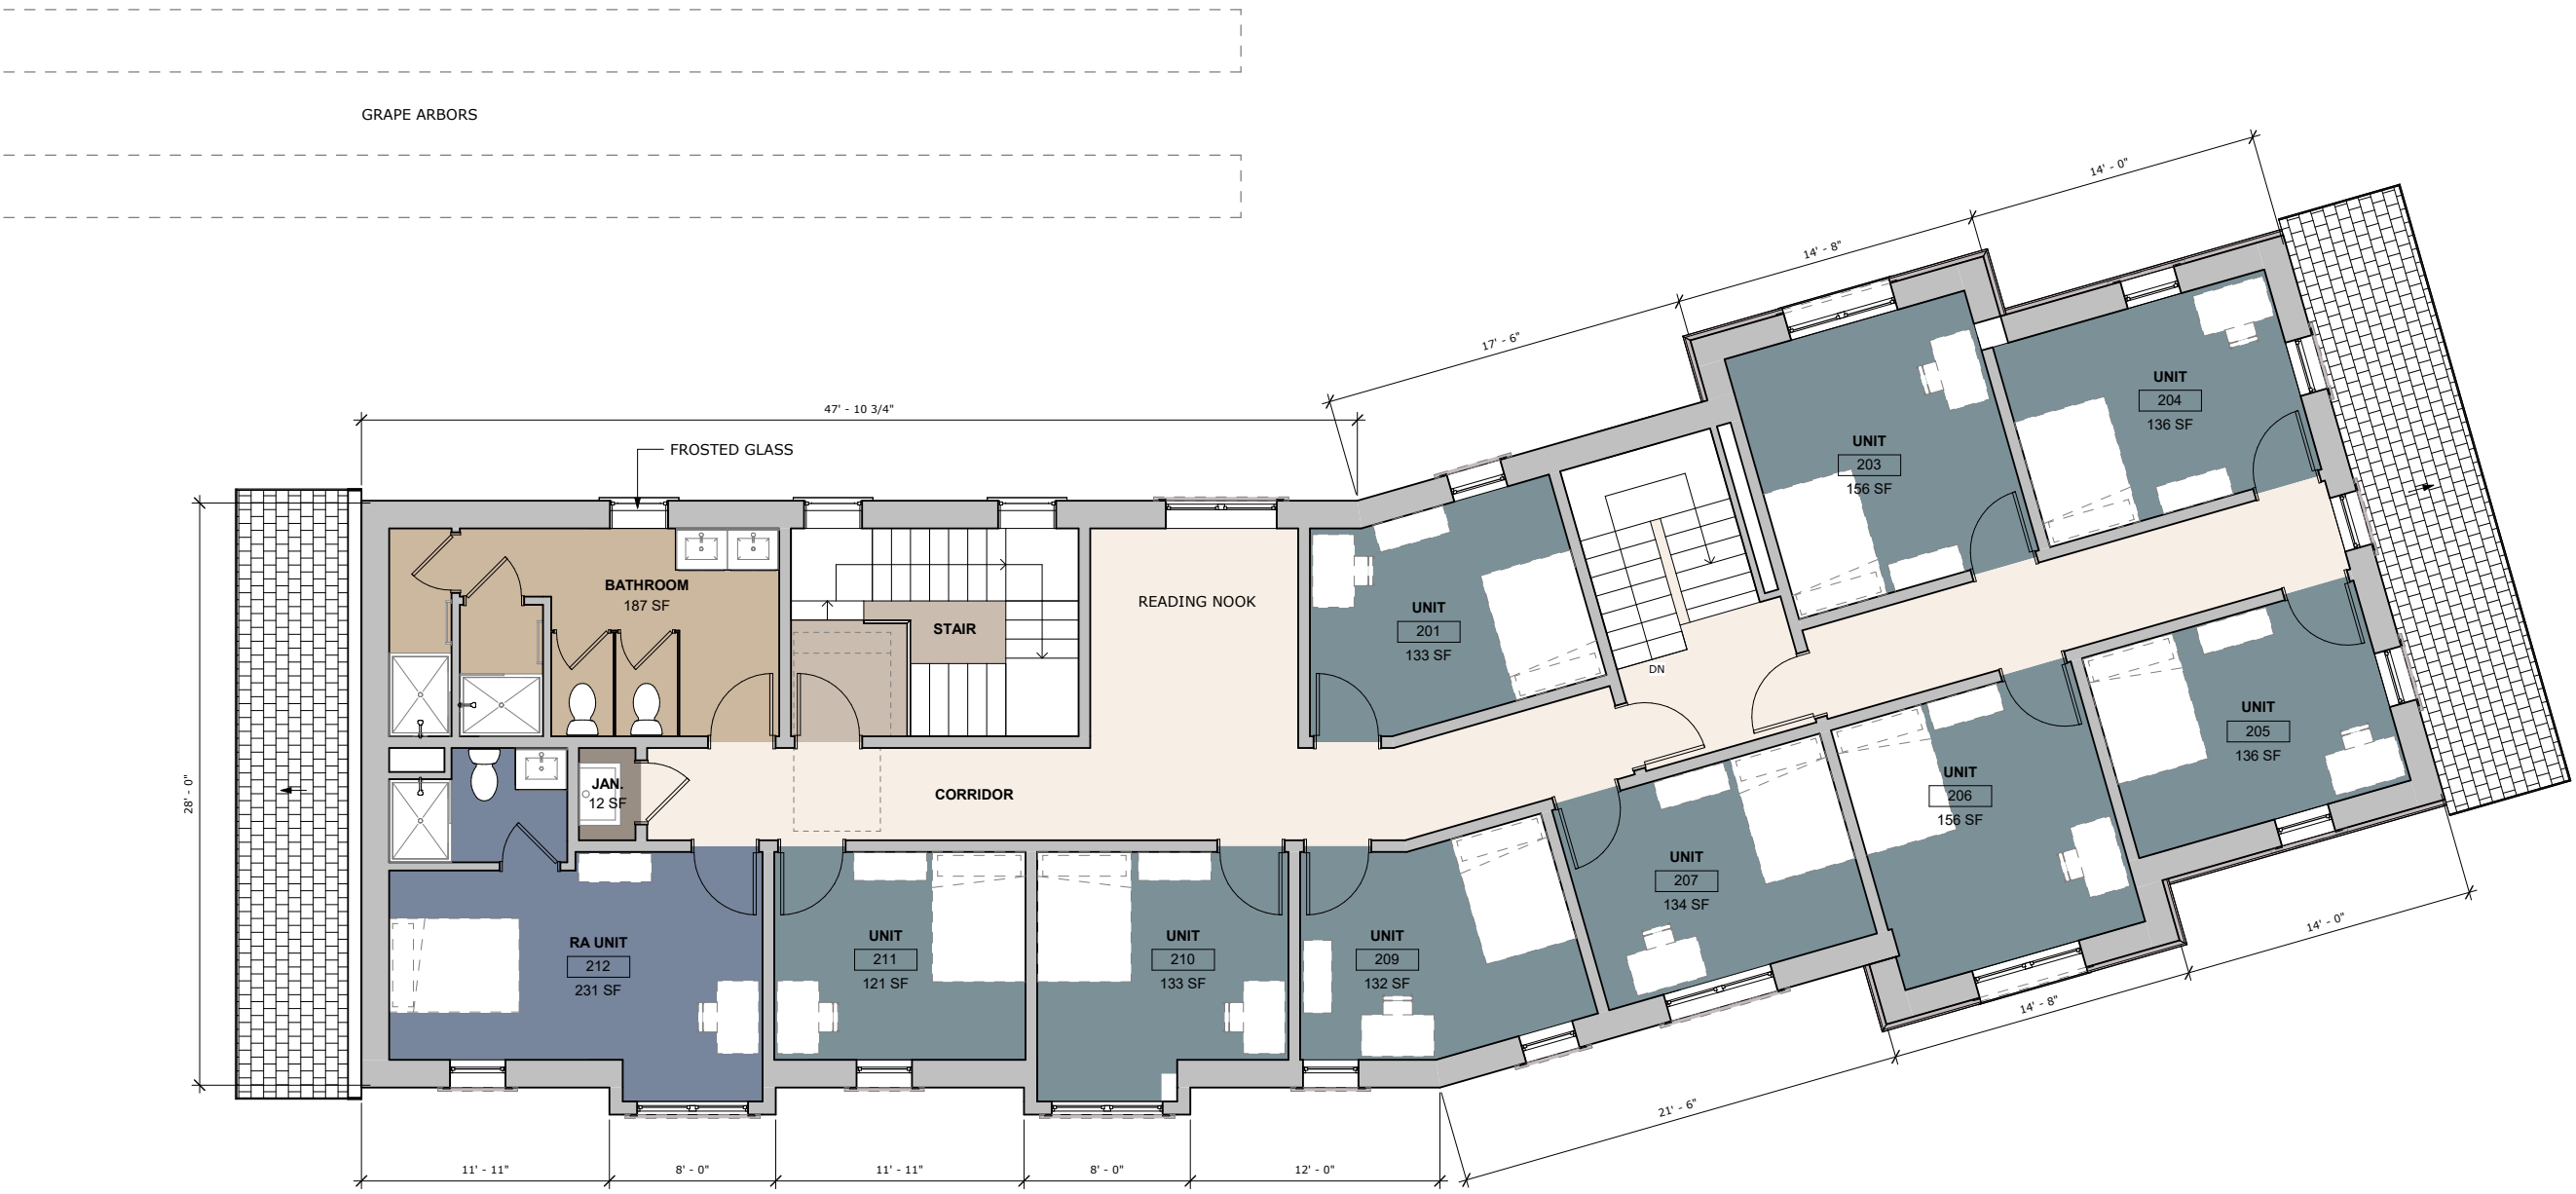 GRAPE ARBORS
14' - 0"
14' - 8"
17' - 6"
47' - 10 3/4"
FROSTED GLASS
UNIT
204
136 SF
UNIT
203
156 SF
BATHROOM
187 SF
READING NOOK
STAIR
UNIT
201
133 SF
DN
UNIT
205
136 SF
28' - 0"
JAN.
12 SF
CORRIDOR
UNIT
206
156 SF
UNIT
207
134 SF
RA UNIT
212
231 SF
UNIT
211
121 SF
UNIT
210
133 SF
UNIT
209
132 SF
14' - 0"
14' - 8"
21' - 6"
11' - 11"
8' - 0"
11' - 11"
8' - 0"
12' - 0"